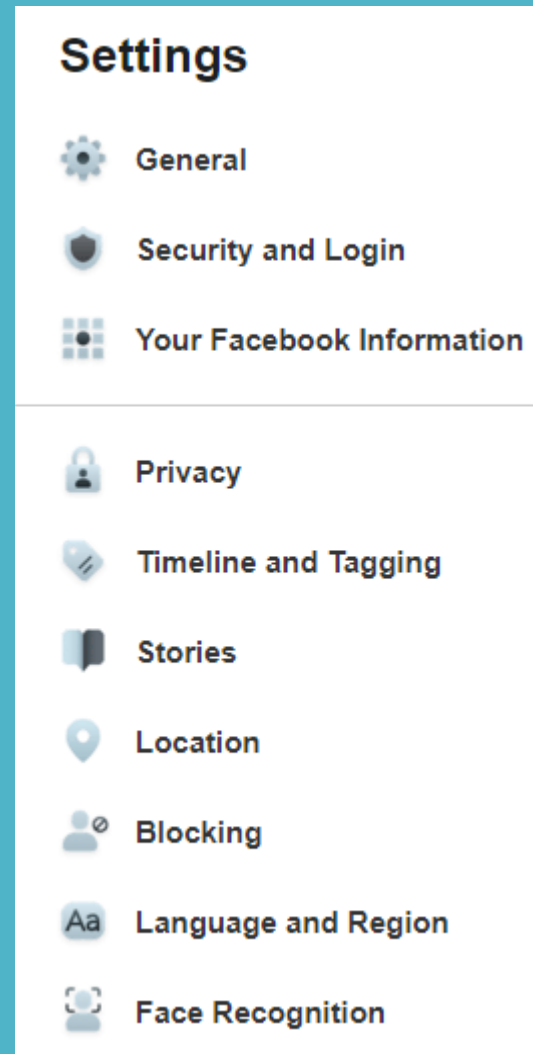 Settings
General
Security and Login
Your Facebook Information
Privacy
Timeline and Tagging
Stories
Location
Blocking
Aa Language and Region
Face Recognition